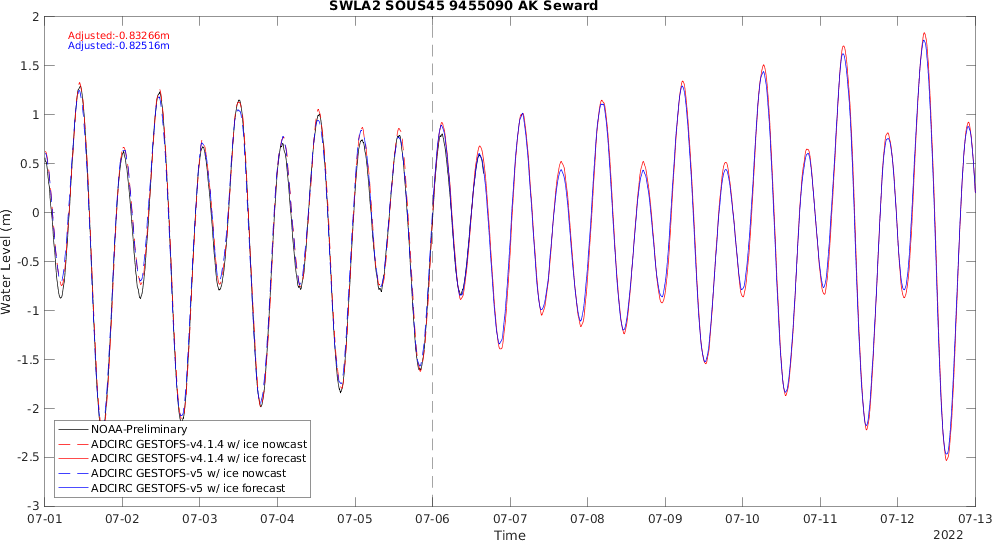 SWLA2 SOUS45 9455090 AK Seward
Adjusted:-0.83266m
Adjusted:-0.82516m
2
1.5
1
0.5
0
-0.5
-1
-1.5
-2
-2.5
-3
Water Level (m)
NOAA-Preliminary
ADCIRC GESTOFS-v4.1.4 w/ ice nowcast
ADCIRC GESTOFS-v4.1.4 w/ ice forecast
ADCIRC GESTOFS-v5 w/ ice nowcast
ADCIRC GESTOFS-v5 w/ ice forecast
07-01 07-02 07-03 07-04 07-05 07-06 07-07 07-08 07-09 07-10 07-11 07-12 07-13
Time
2022